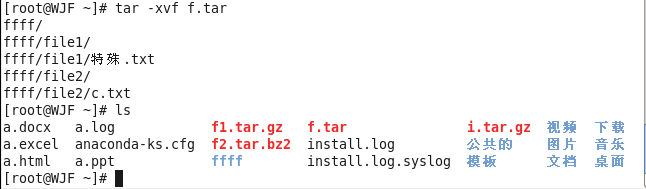 [root@WJF ~]# tar -xvf f.tar
ffff/
ffff/file1/
ffff/file1/特殊.txt
ffff/file2/
ffff/file2/c.txt
[root@WJF ~]# ls
a.docx a.log f1.tar.gz f.tar i.tar.gz 视频 下载
a.excel anaconda-ks.cfg f2.tar.bz2 install.log 公共的 图片 音乐
a.html a.ppt ffff install.log.syslog 模板 文档 桌面
[root@WJF ~]#